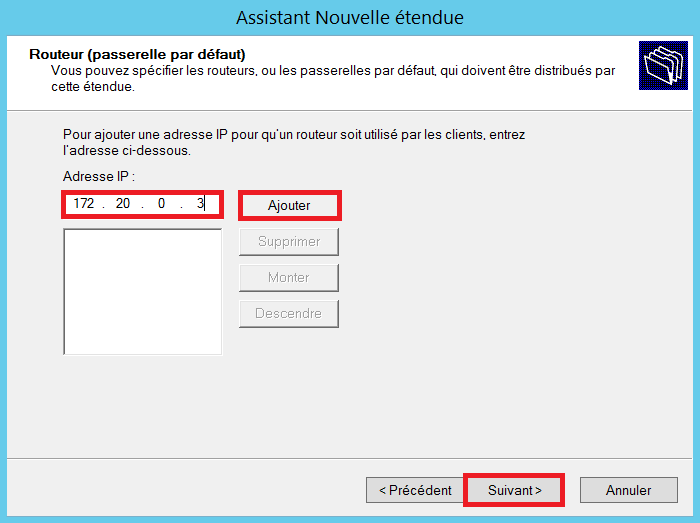 Assistant Nouvelle étendue
Routeur (passerelle par défaut)
Vous pouvez spécifier les routeurs, ou les passerelles par défaut, qui doivent être distribués par
cette étendue.
Pour ajouter une adresse IP pour qu'un routeur soit utilisé par les clients, entrez
l'adresse ci-dessous.
Adresse IP :
172 . 20 . 0 . 3
Ajouter
Supprimer
Monter
Descendre
< Précédent
Suivant >
Annuler